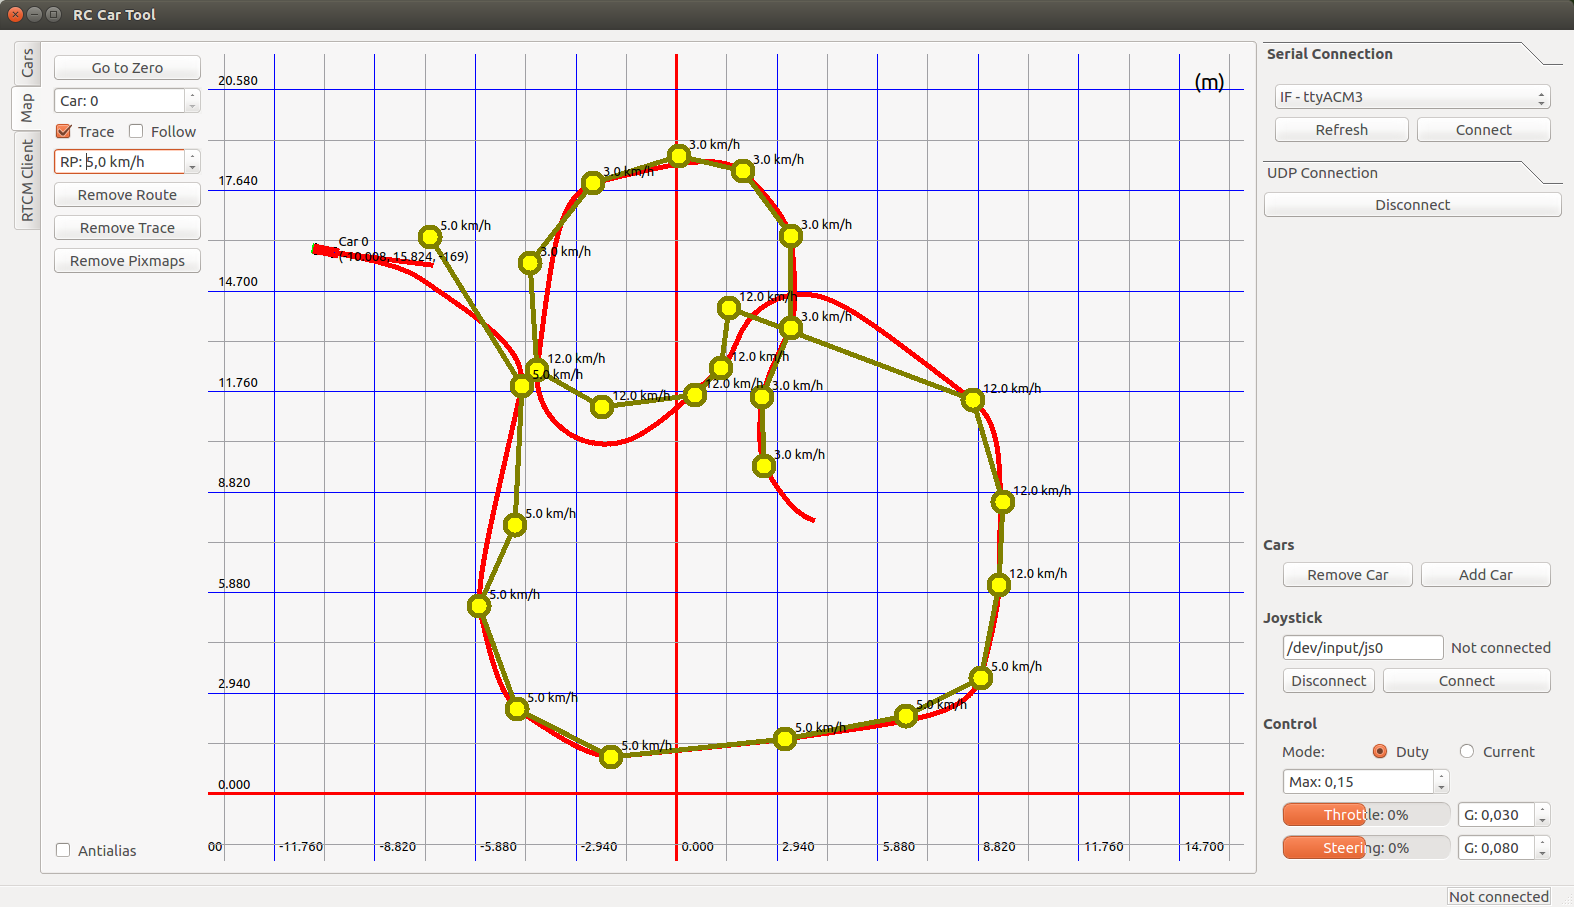 RC Car Tool
Cars
Map
RTCM Client
Go to Zero
Car: 0
Trace
Follow
RP: 5,0 km/h
Remove Route
Remove Trace
Remove Pixmaps
Antialias
(m)
20.580
17.640
14.700
11.760
8.820
5.880
2.940
0.000
3.0 km/h
3.0 km/h
3.0 km/h
5.0 km/h
3.0 km/h
Car 0
(-10.008, 15.824, -169)
3.0 km/h
12.0 km/h
3.0 km/h
12.0 km/h
12.0 km/h
5.0 km/h
12.0 km/h
3.0 km/h
12.0 km/h
12.0 km/h
3.0 km/h
12.0 km/h
5.0 km/h
12.0 km/h
5.0 km/h
5.0 km/h
5.0 km/h
5.0 km/h
5.0 km/h
5.0 km/h
00
-11.760
-8.820
-5.880
-2.940
0.000
2.940
5.880
8.820
11.760
14.700
Serial Connection
IF - ttyACM3
Refresh
Connect
UDP Connection
Disconnect
Cars
Remove Car
Add Car
Joystick
/dev/input/js0
Not connected
Disconnect
Connect
Control
Mode:
Duty
Current
Max: 0,15
Throttle: 0%
G: 0,030
Steering: 0%
G: 0,080
Not connected